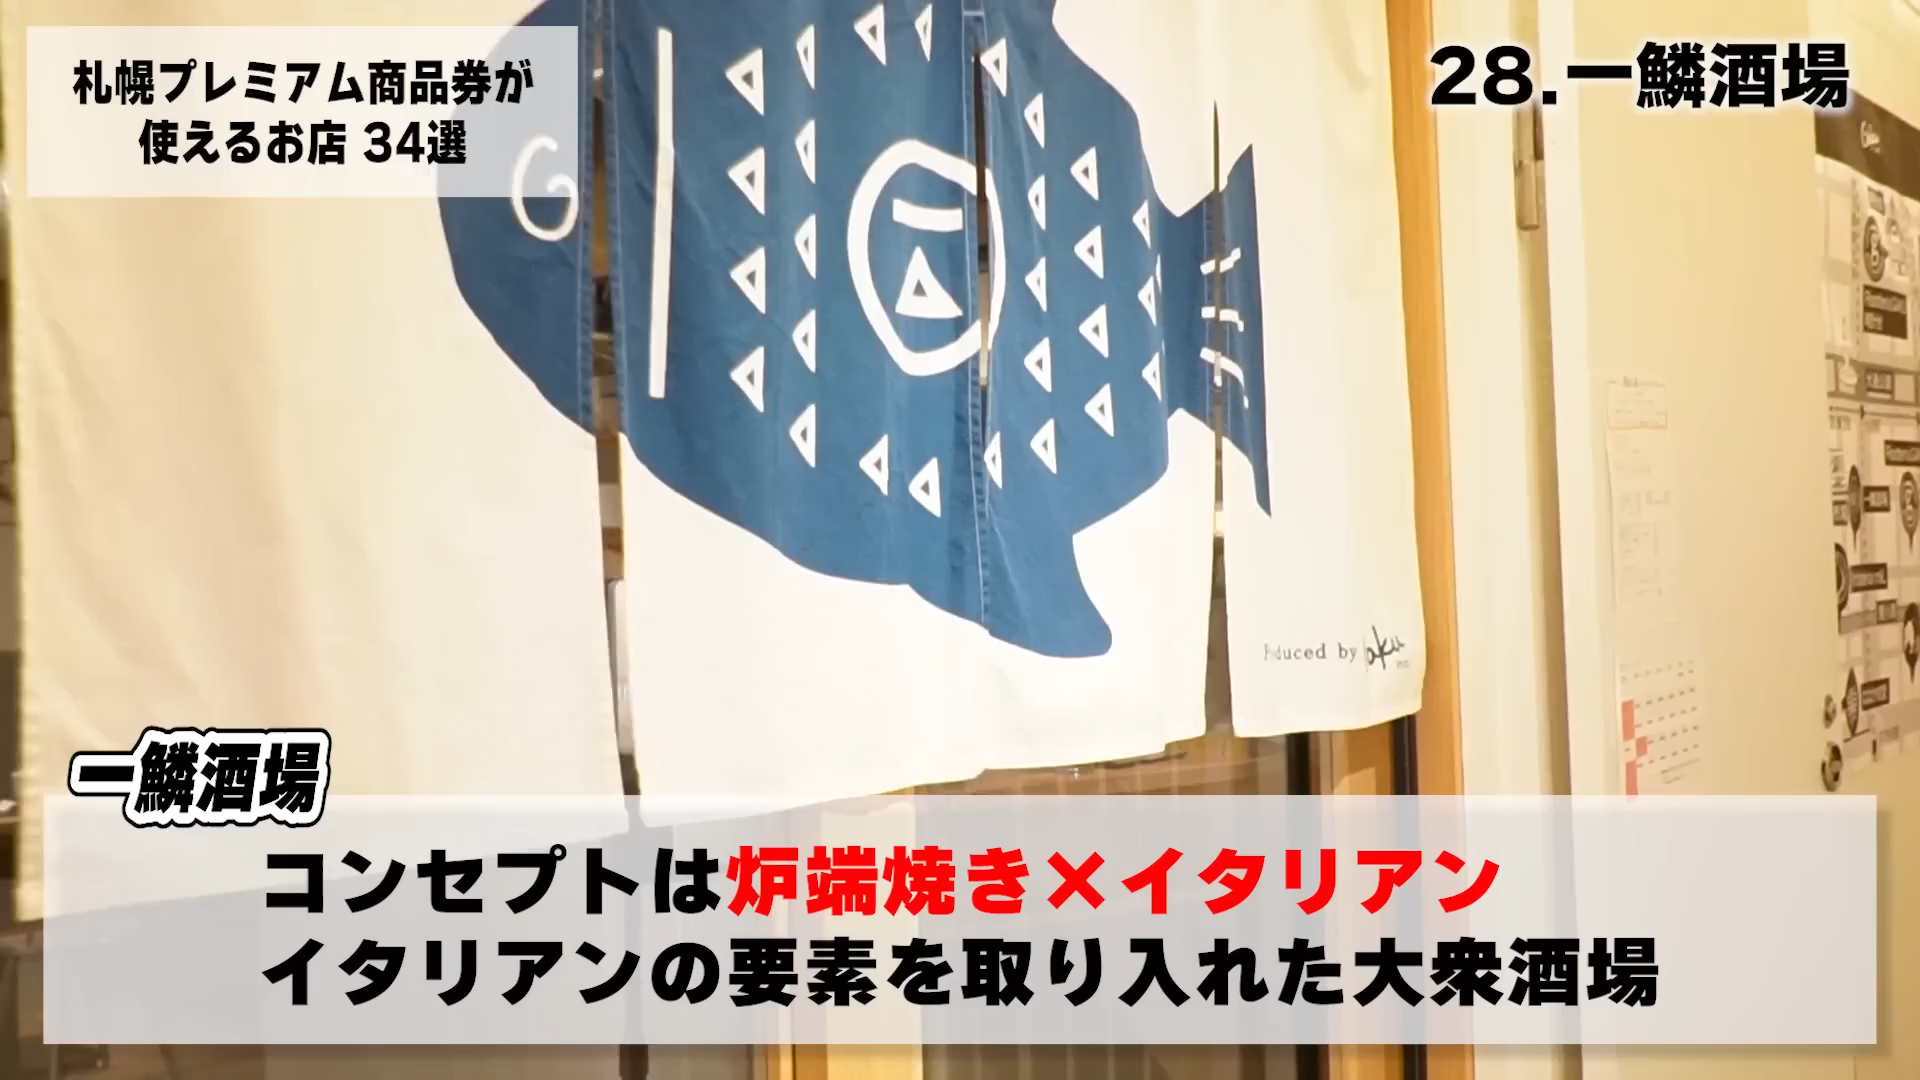 札幌プレミアム商品券が
使えるお店 34選
28.一鱗酒場
Produced by
一鱗酒場
コンセプトは炉端焼き×イタリアン
イタリアンの要素を取り入れた大衆酒場